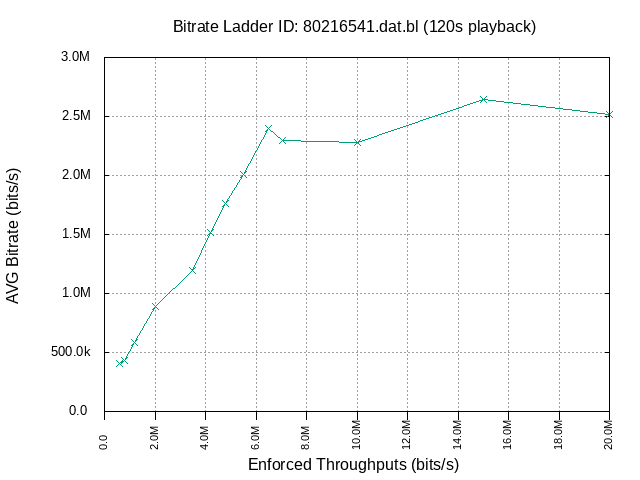 Bitrate Ladder ID: 80216541.dat.bl (120s playback)
3.0M
2.5M
2.0M
1.5M
1.0M
500.0k
0.0
AVG Bitrate (bits/s)
0.0 2.0M 4.0M 6.0M 8.0M 10.0M 12.0M 14.0M 16.0M 18.0M 20.0M
Enforced Throughputs (bits/s)